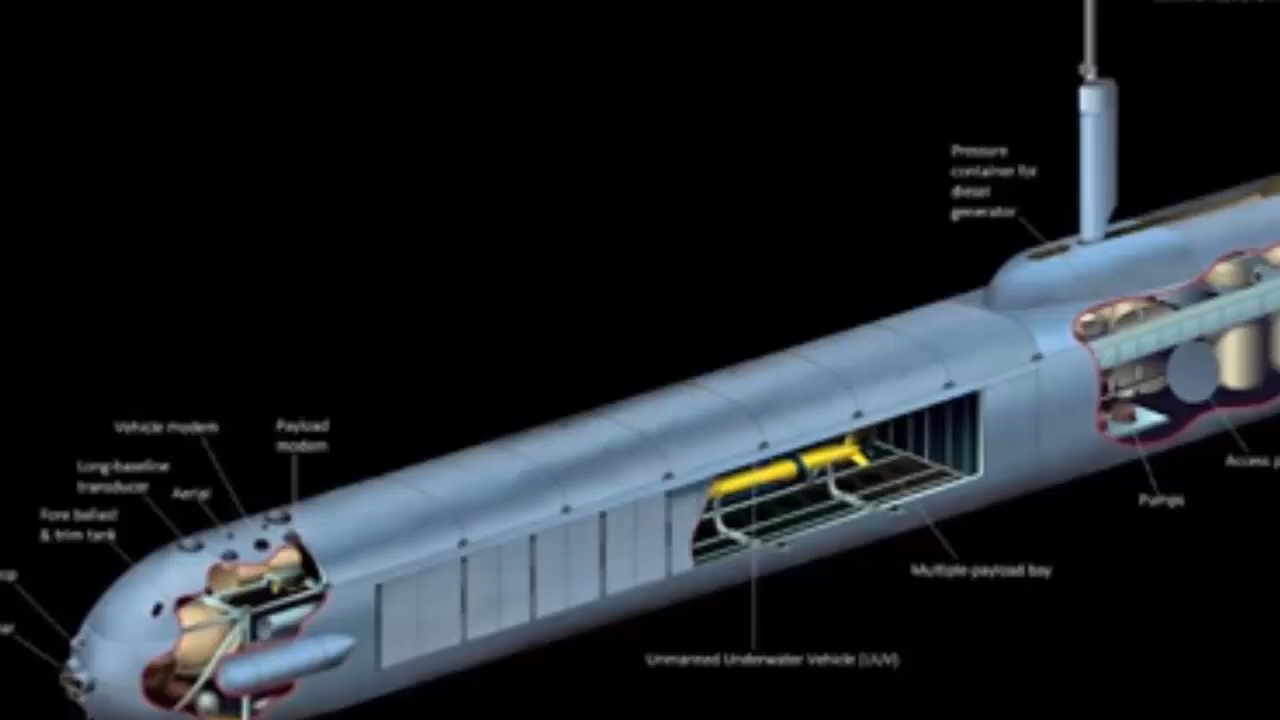 Pressure
container for
diesel
generator
Vehicle modem
Payload
modem
Long-baseline
transducer
Aerial
Fore ballast
& trim tank
Access
Pumps
Multiple-payload bay
Unmanned Underwater Vehicle (UUV)